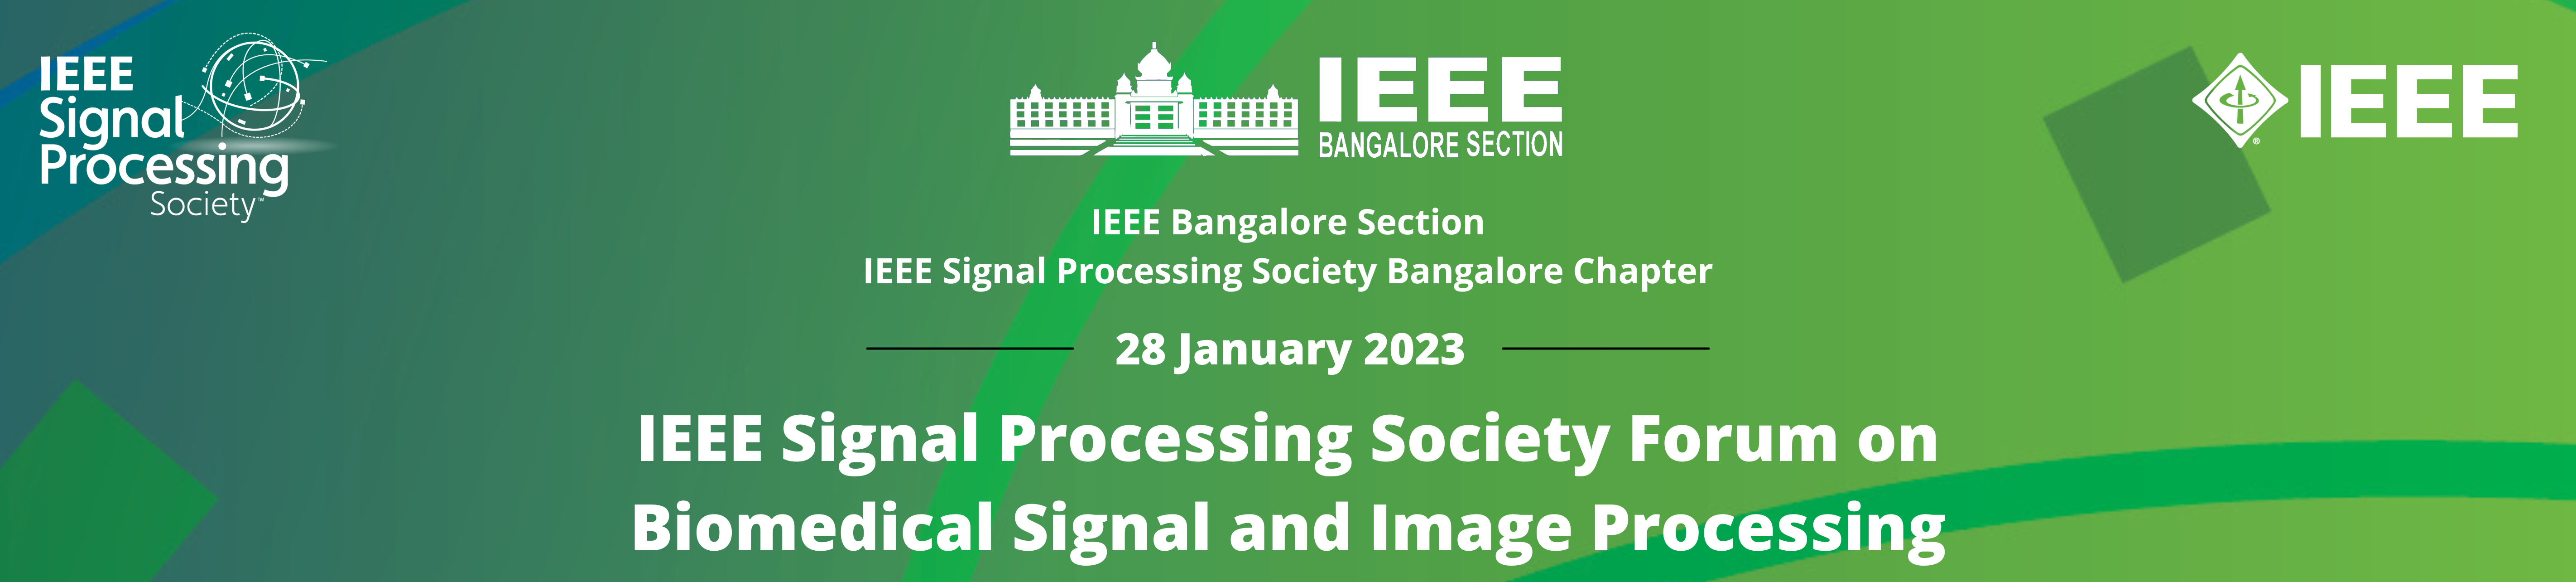 IEEE
Signal
Processing
Society™
IEEE
BANGALORE SECTION
IEEE
®
IEEE Bangalore Section
IEEE Signal Processing Society Bangalore Chapter
28 January 2023
IEEE Signal Processing Society Forum on
Biomedical Signal and Image Processing